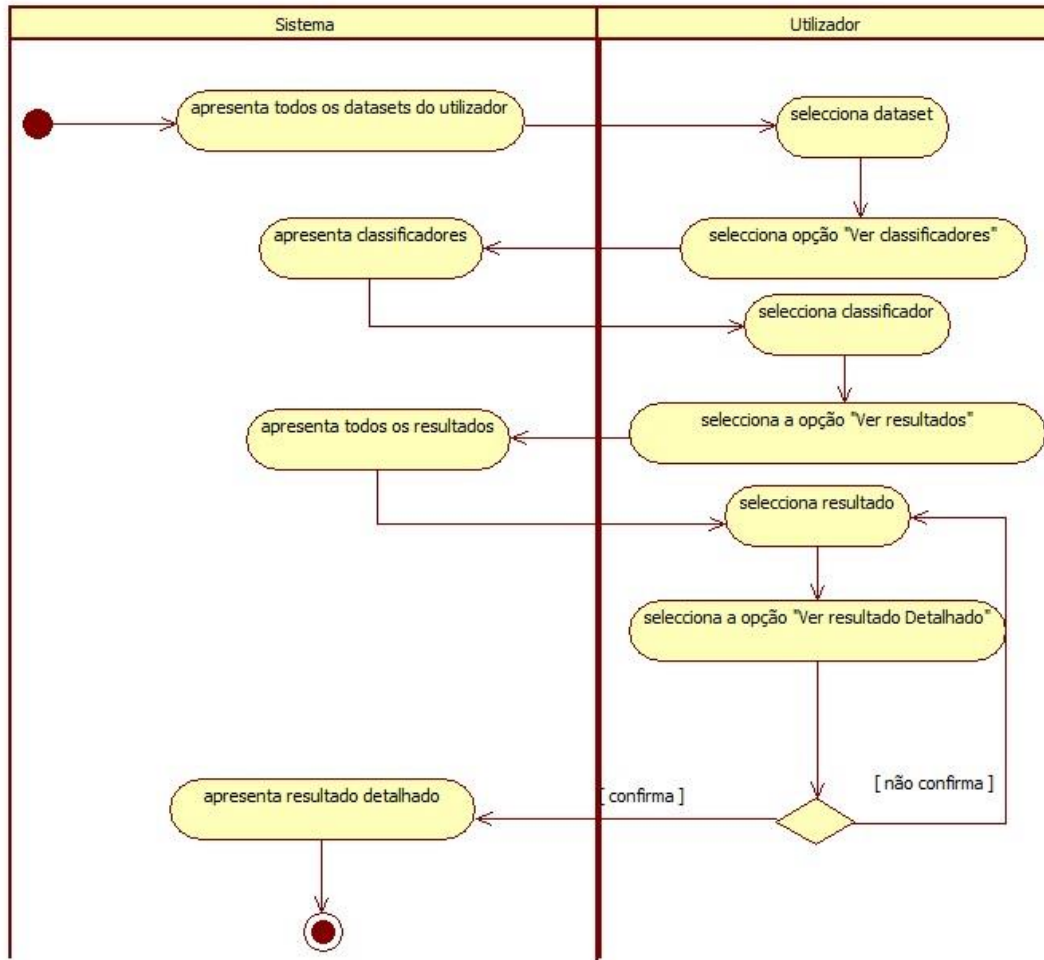 Sistema
Utilizador
apresenta todos os datasets do utilizador
selecciona dataset
selecciona opção "Ver classificadores"
apresenta classificadores
selecciona classificador
selecciona a opção "Ver resultados"
apresenta todos os resultados
selecciona resultado
selecciona a opção "Ver resultado Detalhado"
[ não confirma ]
[ confirma ]
apresenta resultado detalhado